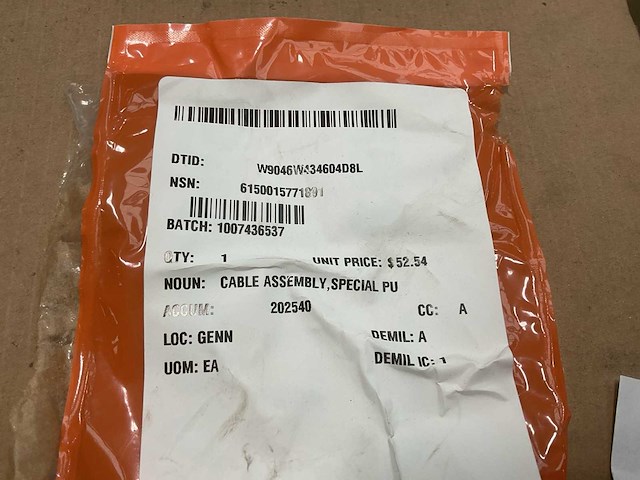 DTID: W9046W434604D8L
NSN: 6150015771891
BATCH: 1007436537
QTY: 1 UNIT PRICE: $52.54
NOUN: CABLE ASSEMBLY,SPECIAL PU
ACCUM: 202540 CC: A
LOC: GENN DEMIL: A
UOM: EA DEMIL IC: 1